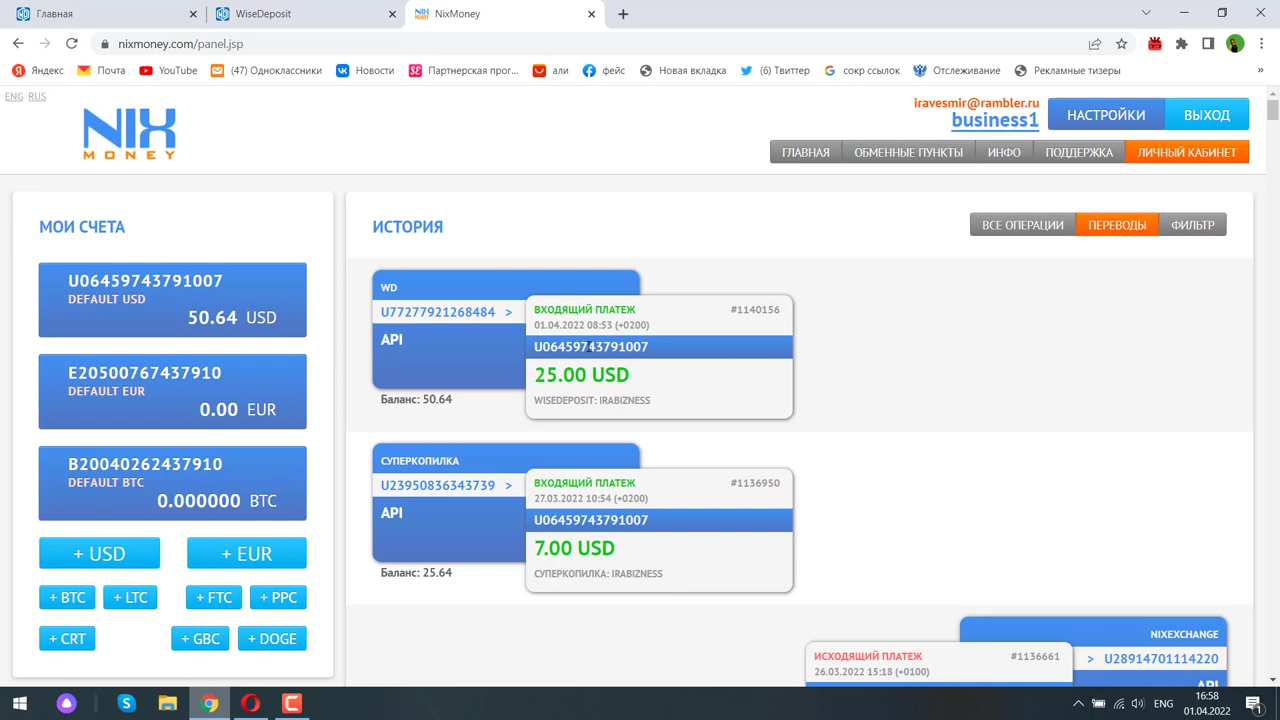 Главная
WiseDeposit
NixMoney
nixmoney.com/panel.jsp
Яндекс
Почта
YouTube
(47) Одноклассники
Новости
Партнерская прог...
али
фейс
Новая вкладка
(6) Твиттер
сокр ссылок
Отслеживание
Рекламные тизеры
»
ENG RUS
NIX
MONEY
iravesmir@rambler.ru
business1
НАСТРОЙКИ
ВЫХОД
ГЛАВНАЯ
ОБМЕННЫЕ ПУНКТЫ
ИНФО
ПОДДЕРЖКА
ЛИЧНЫЙ КАБИНЕТ
МОИ СЧЕТА
U06459743791007
DEFAULT USD
50.64 USD
E20500767437910
DEFAULT EUR
0.00 EUR
B20040262437910
DEFAULT BTC
0.000000 BTC
+ USD
+ EUR
+ BTC
+ LTC
+ FTC
+ PPC
+ CRT
+ GBC
+ DOGE
ИСТОРИЯ
ВСЕ ОПЕРАЦИИ
ПЕРЕВОДЫ
ФИЛЬТР
WD
U77277921268484 >
API
Баланс: 50.64
ВХОДЯЩИЙ ПЛАТЕЖ #1140156
01.04.2022 08:53 (+0200)
U06459743791007
25.00 USD
WISEDEPOSIT: IRABIZNESS
СУПЕРКОПИЛКА
U23950836343739 >
API
Баланс: 25.64
ВХОДЯЩИЙ ПЛАТЕЖ #1136950
27.03.2022 10:54 (+0200)
U06459743791007
7.00 USD
СУПЕРКОПИЛКА: IRABIZNESS
NIXEXCHANGE
> U28914701114220
API
ИСХОДЯЩИЙ ПЛАТЕЖ #1136661
26.03.2022 15:18 (+0100)
ENG
16:58
01.04.2022
1